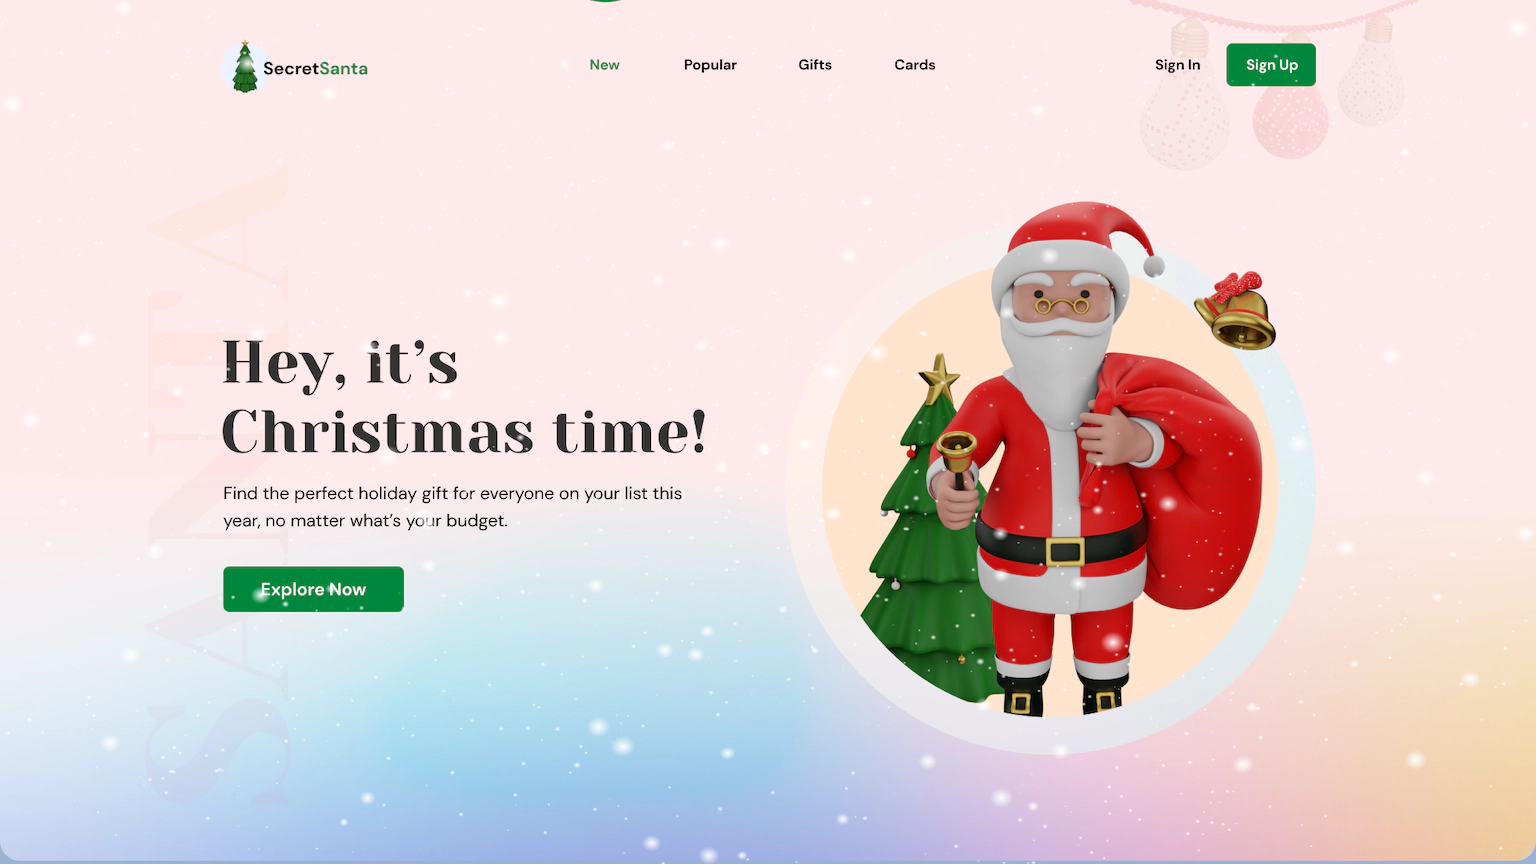 SecretSanta
New
Popular
Gifts
Cards
Sign In
Sign Up
SANTA
Hey, it’s
Christmas time!
Find the perfect holiday gift for everyone on your list this
year, no matter what’s your budget.
Explore Now